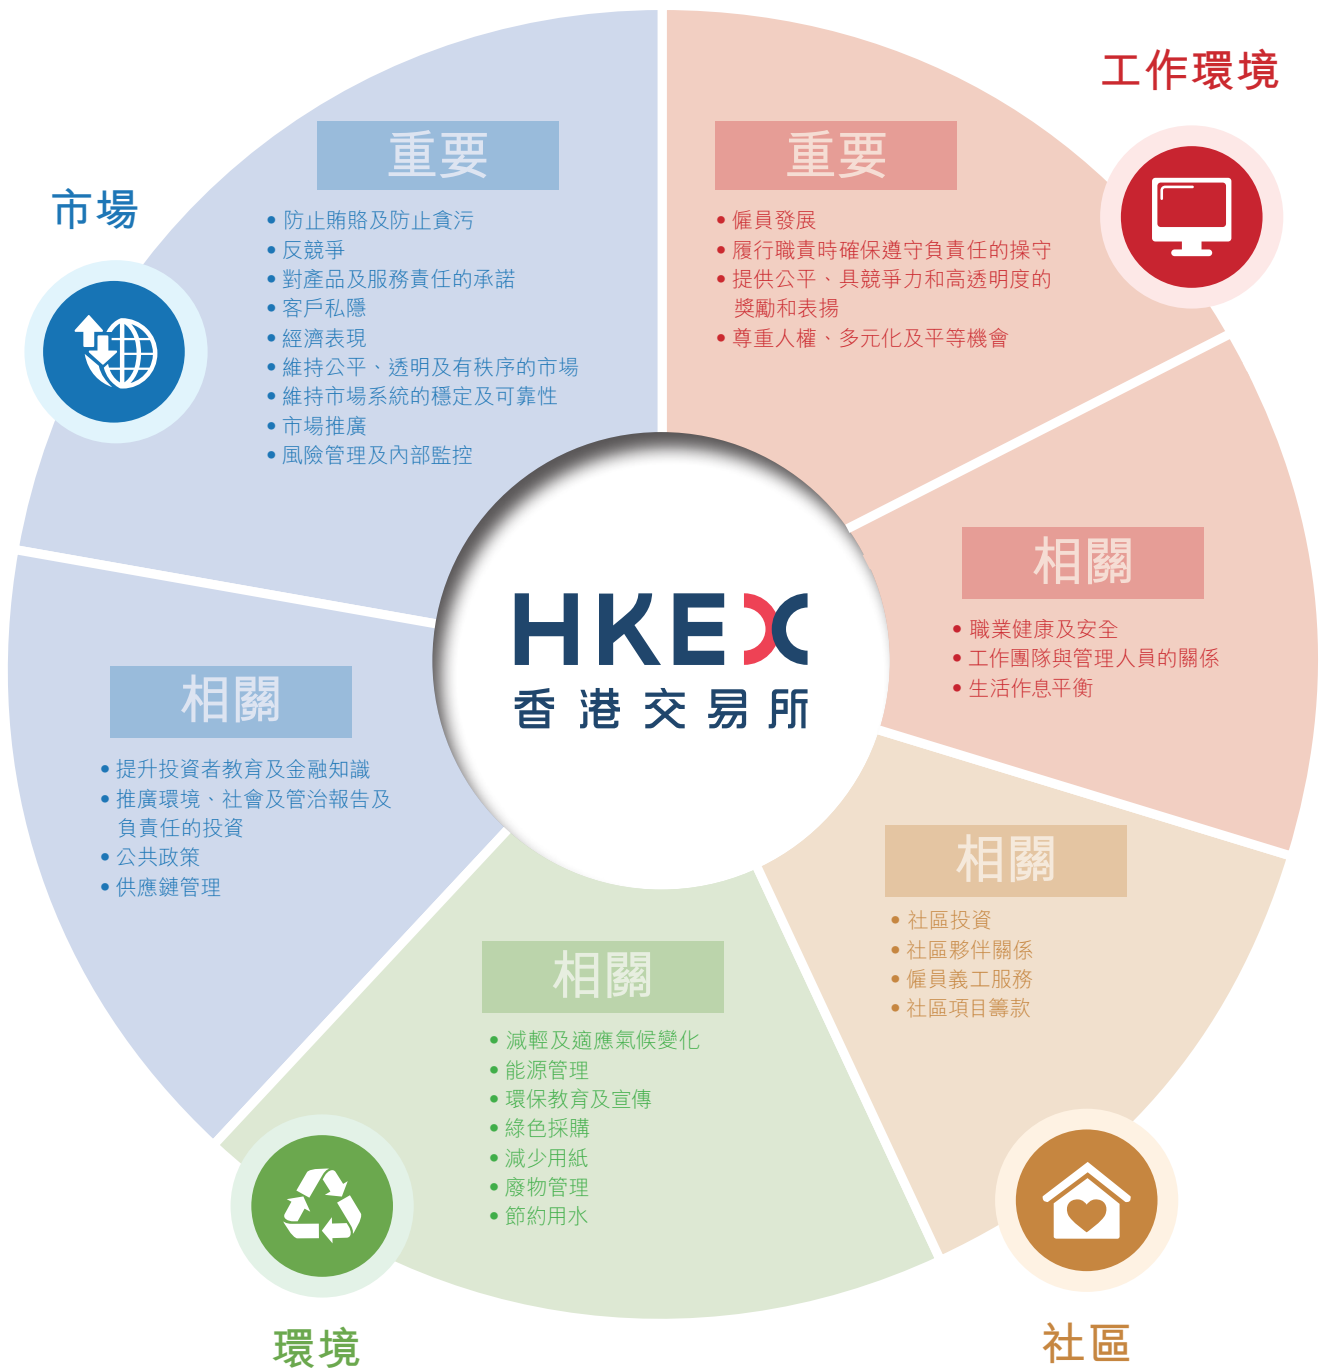 工作環境
重要
• 僱員發展
• 履行職責時確保遵守負責任的操守
• 提供公平、具競爭力和高透明度的
獎勵和表揚
• 尊重人權、多元化及平等機會
相關
• 職業健康及安全
• 工作團隊與管理人員的關係
• 生活作息平衡
市場
重要
• 防止賄賂及防止貪污
• 反競爭
• 對產品及服務責任的承諾
• 客戶私隱
• 經濟表現
• 維持公平、透明及有秩序的市場
• 維持市場系統的穩定及可靠性
• 市場推廣
• 風險管理及內部監控
相關
• 提升投資者教育及金融知識
• 推廣環境、社會及管治報告及
負責任的投資
• 公共政策
• 供應鏈管理
HKEX
香港交易所
相關
• 社區投資
• 社區夥伴關係
• 僱員義工服務
• 社區項目籌款
社區
相關
• 減輕及適應氣候變化
• 能源管理
• 環保教育及宣傳
• 綠色採購
• 減少用紙
• 廢物管理
• 節約用水
環境